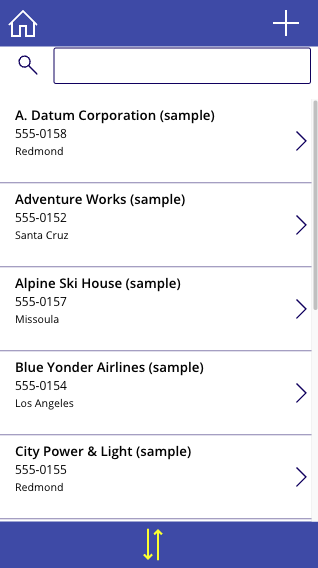 A. Datum Corporation (sample)
555-0158
Redmond
Adventure Works (sample)
555-0152
Santa Cruz
Alpine Ski House (sample)
555-0157
Missoula
Blue Yonder Airlines (sample)
555-0154
Los Angeles
City Power & Light (sample)
555-0155
Redmond